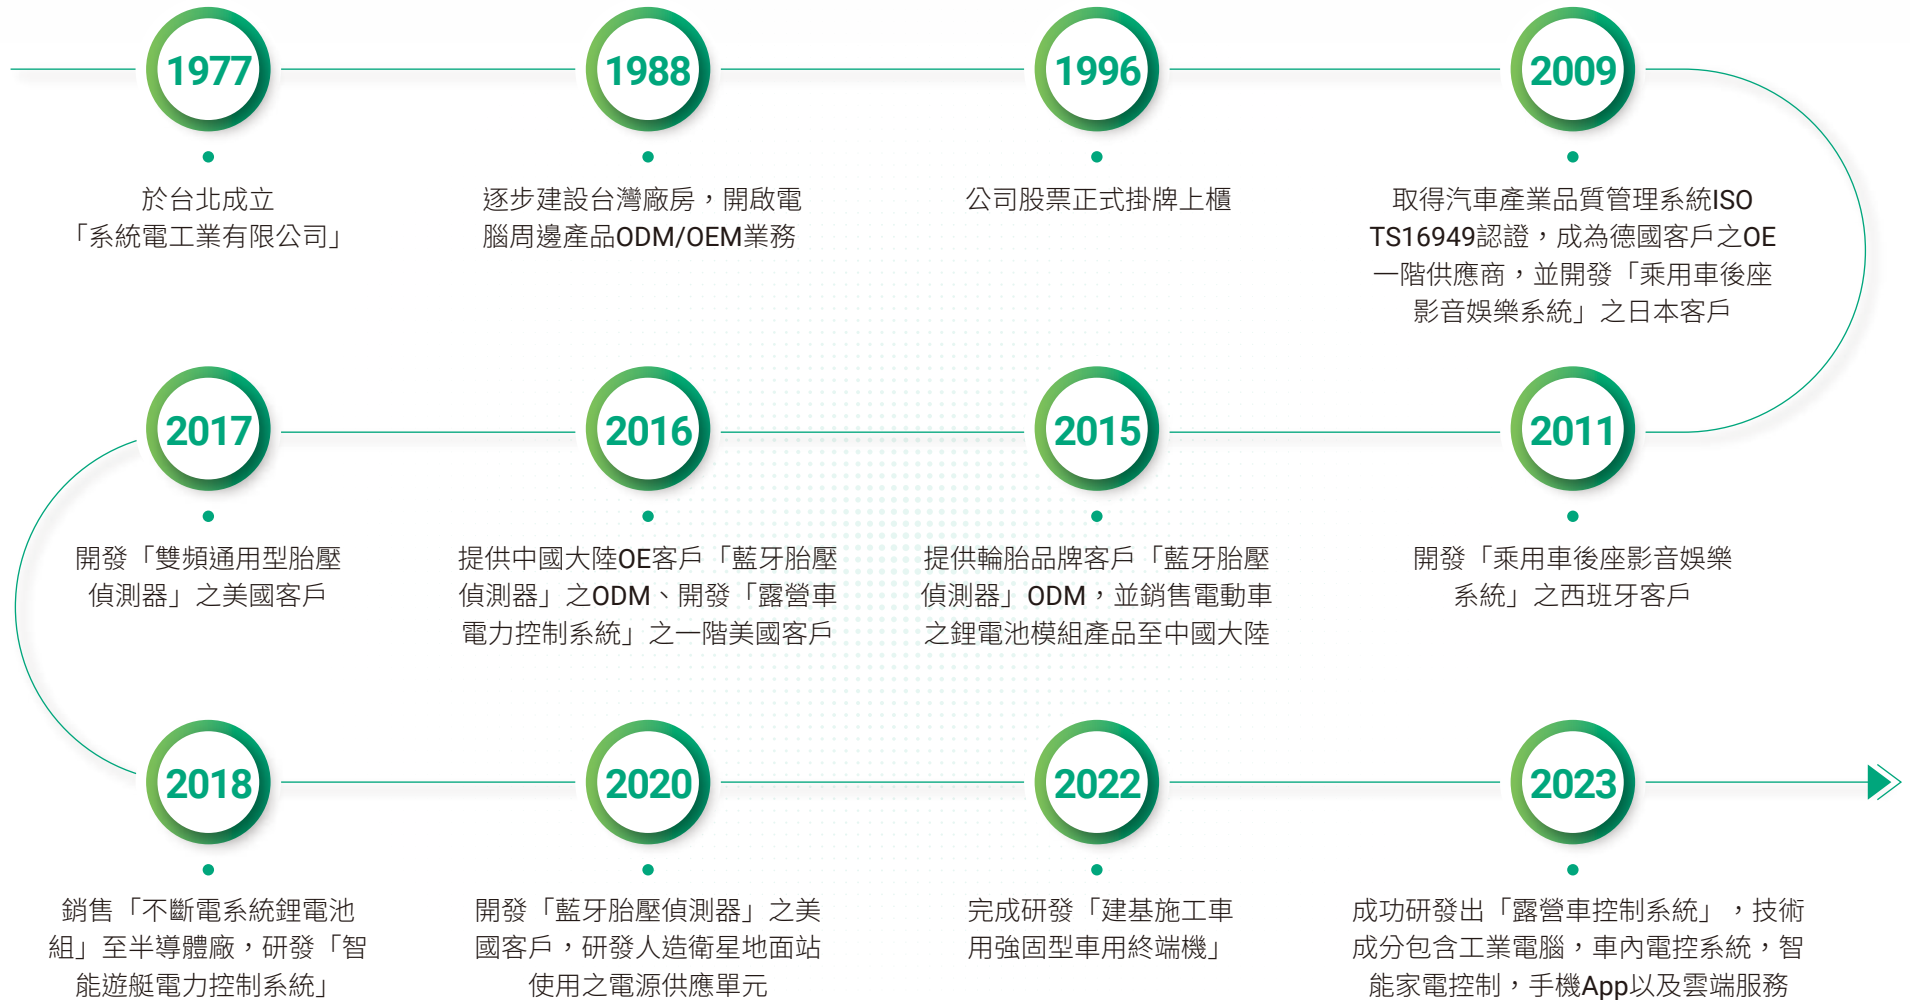 1977
於台北成立
「系統電工業有限公司」
1988
逐步建設台灣廠房，開啟電
腦周邊產品ODM/OEM業務
1996
公司股票正式掛牌上櫃
2009
取得汽車產業品質管理系統ISO
TS16949認證，成為德國客戶之OE
一階供應商，並開發「乘用車後座
影音娛樂系統」之日本客戶
2011
開發「乘用車後座影音娛樂
系統」之西班牙客戶
2015
提供輪胎品牌客戶「藍牙胎壓
偵測器」ODM，並銷售電動車
之鋰電池模組產品至中國大陸
2016
提供中國大陸OE客戶「藍牙胎壓
偵測器」之ODM、開發「露營車
電力控制系統」之一階美國客戶
2017
開發「雙頻通用型胎壓
偵測器」之美國客戶
2018
銷售「不斷電系統鋰電池
組」至半導體廠，研發「智
能遊艇電力控制系統」
2020
開發「藍牙胎壓偵測器」之美
國客戶，研發人造衛星地面站
使用之電源供應單元
2022
完成研發「建基施工車
用強固型車用終端機」
2023
成功研發出「露營車控制系統」，技術
成分包含工業電腦，車內電控系統，智
能家電控制，手機App以及雲端服務